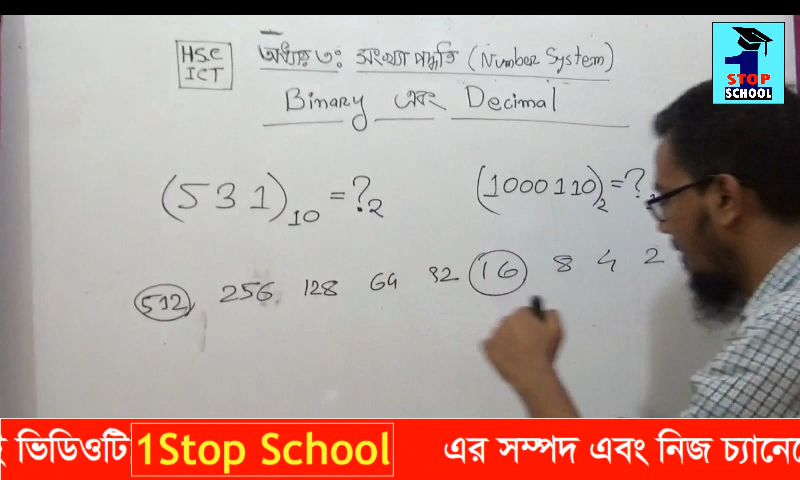 HSC
ICT
অধ্যায় ৩ঃ সংখ্যা পদ্ধতি (Number System)
1
STOP
SCHOOL
Binary এবং Decimal
(531)10 = ?2
(1000110)2 = ?
512 256 128 64 32 16 8 4 2
ভিডিওটি 1Stop School এর সম্পদ এবং নিজ